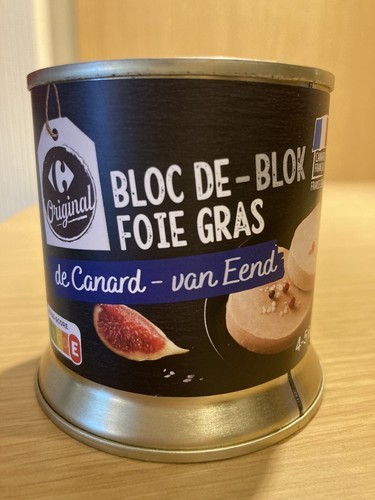 Original
BLOC DE - BLOK
FOIE GRAS
de Canard - van Eend
E